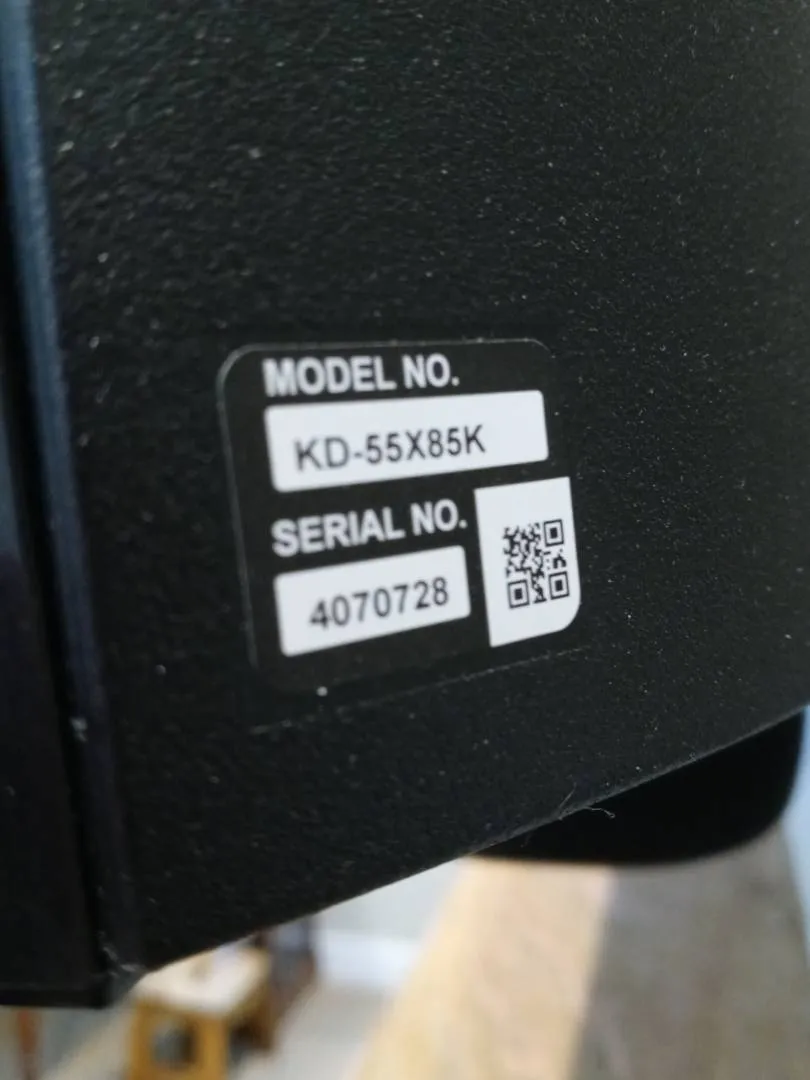 MODEL NO.
KD-55X85K
SERIAL NO.
4070728